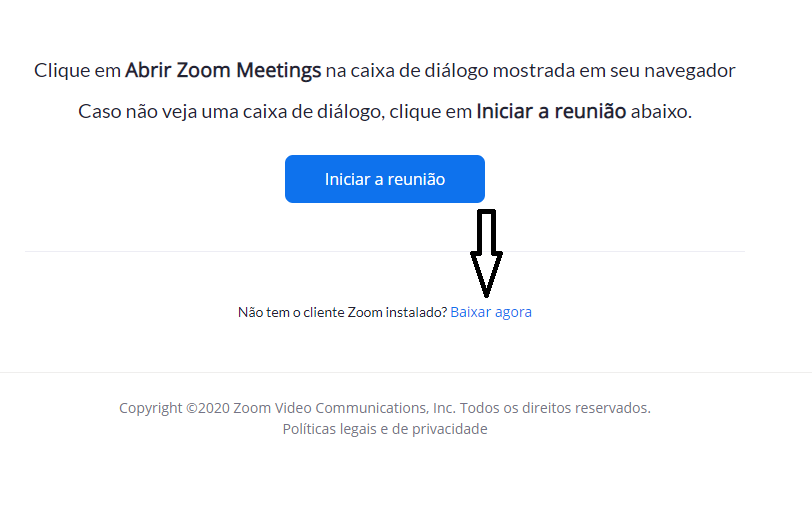 Clique em Abrir Zoom Meetings na caixa de diálogo mostrada em seu navegador
Caso não veja uma caixa de diálogo, clique em Iniciar a reunião abaixo.
Iniciar a reunião
Não tem o cliente Zoom instalado? Baixar agora
Copyright ©2020 Zoom Video Communications, Inc. Todos os direitos reservados.
Políticas legais e de privacidade